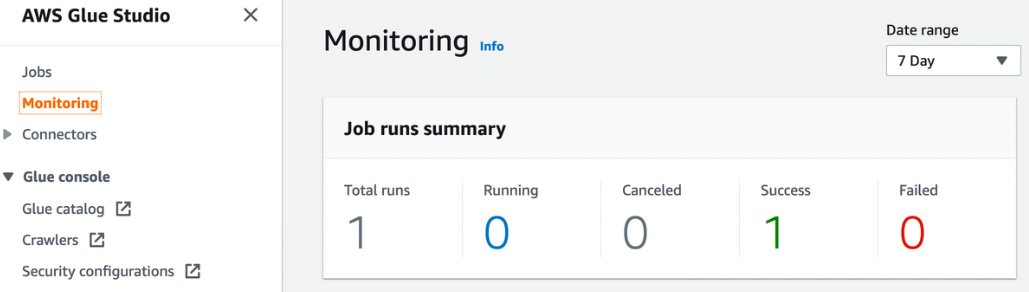 AWS Glue Studio
Jobs
Monitoring
Connectors
Glue console
Glue catalog
Crawlers
Security configurations
Monitoring Info
Date range
7 Day
Job runs summary
Total runs Running Canceled Success Failed
1 0 0 1 0